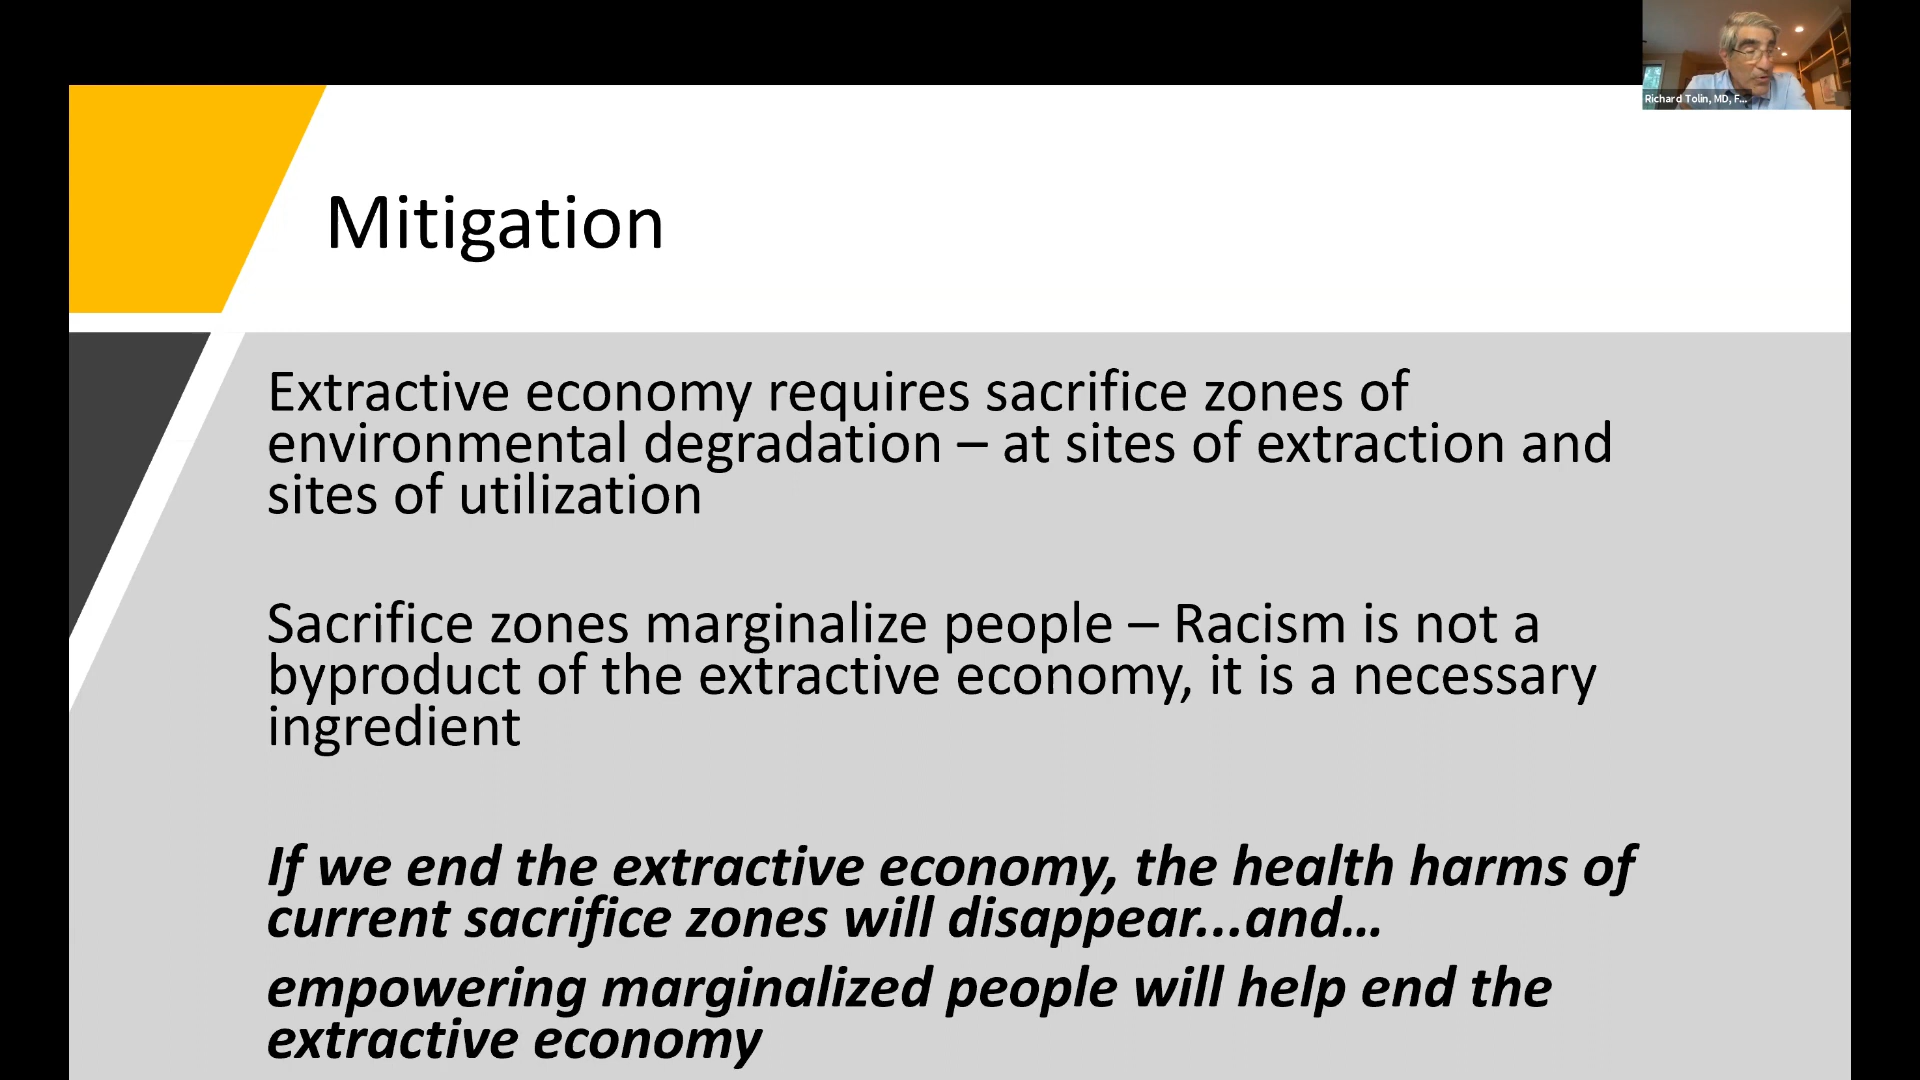 Richard Tolin, MD, F...
Mitigation
Extractive economy requires sacrifice zones of
environmental degradation – at sites of extraction and
sites of utilization
Sacrifice zones marginalize people – Racism is not a
byproduct of the extractive economy, it is a necessary
ingredient
If we end the extractive economy, the health harms of
current sacrifice zones will disappear...and...
empowering marginalized people will help end the
extractive economy